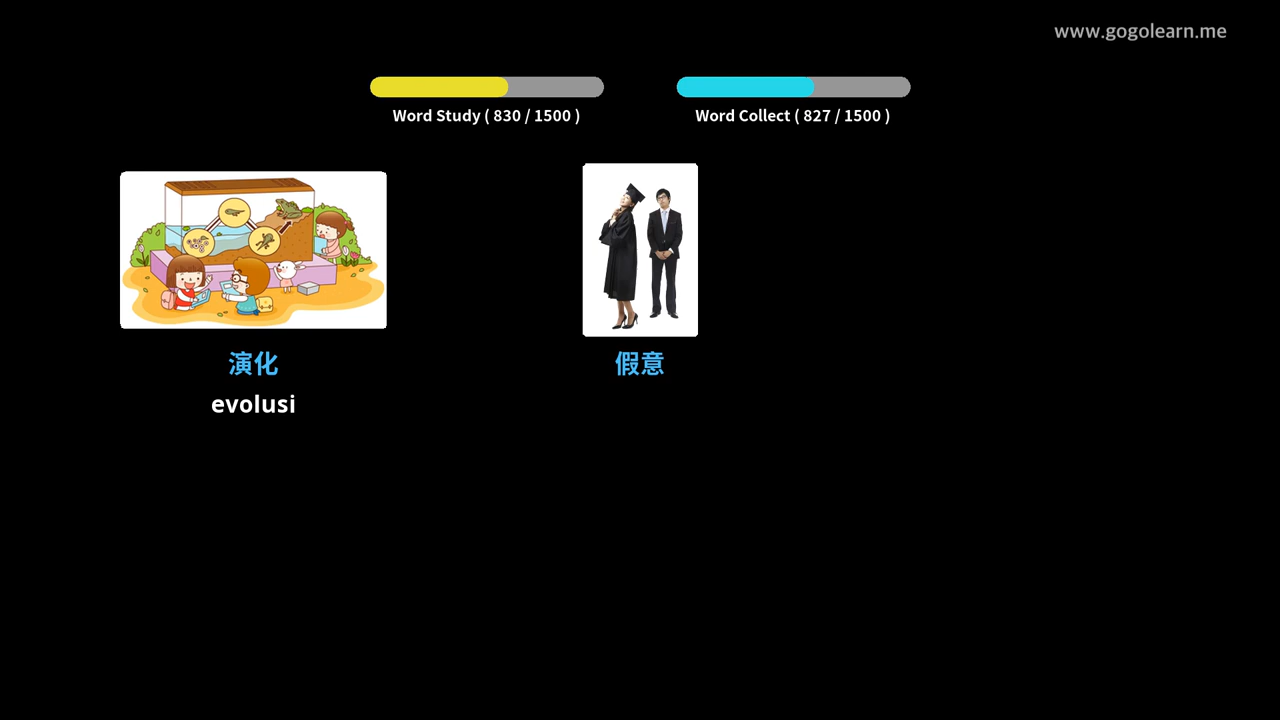 www.gogolearn.me
Word Study ( 830 / 1500 )
Word Collect ( 827 / 1500 )
演化
假意
evolusi